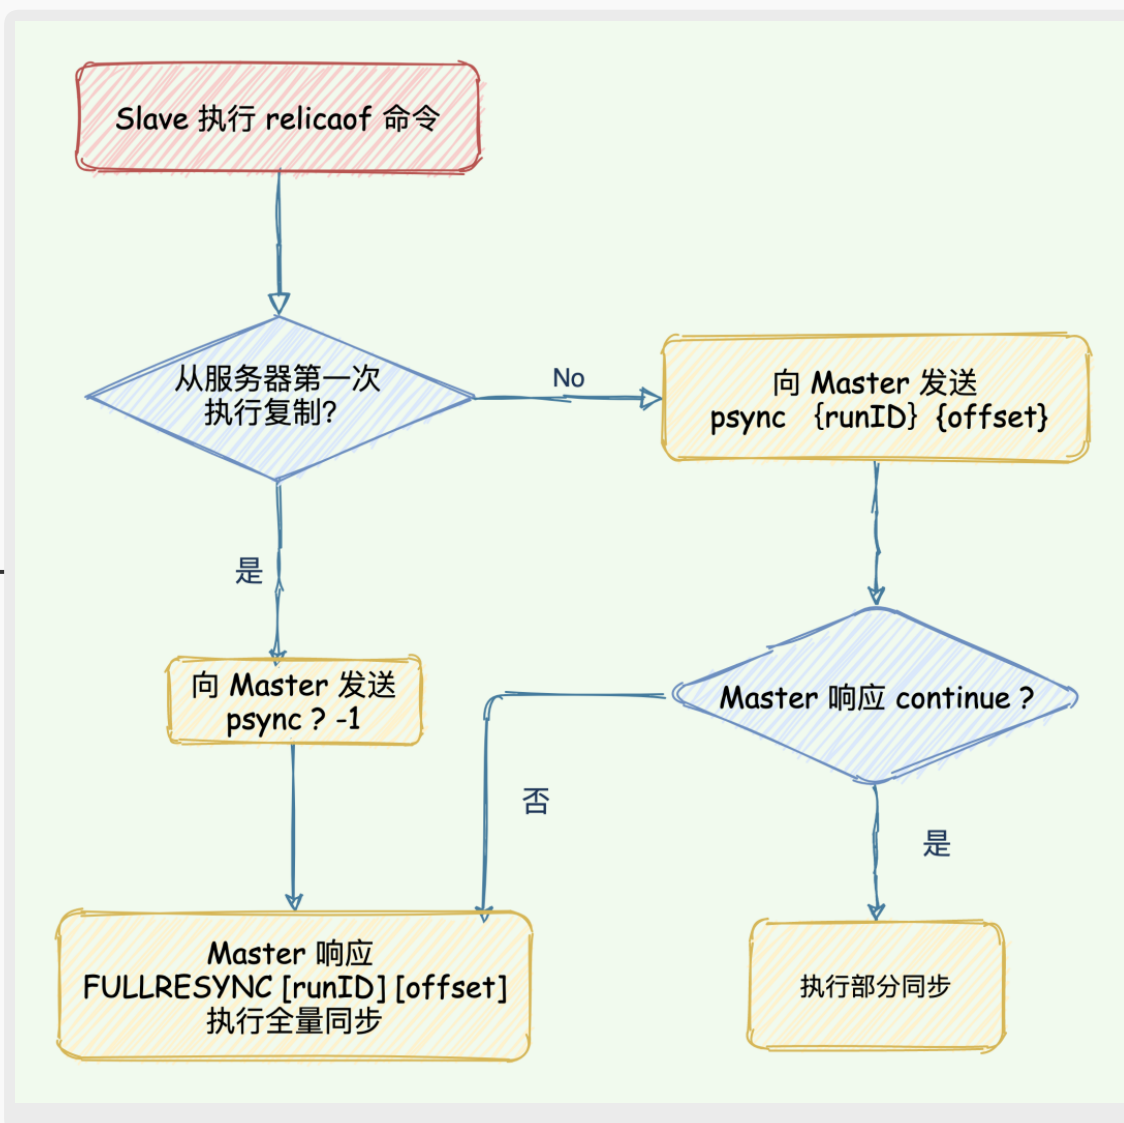 Slave 执行 relicaof 命令
从服务器第一次
执行复制?
No
向 Master 发送
psync ｛runID｝{offset}
是
向 Master 发送
psync ? -1
Master 响应 continue ?
否
是
Master 响应
FULLRESYNC [runID] [offset]
执行全量同步
执行部分同步